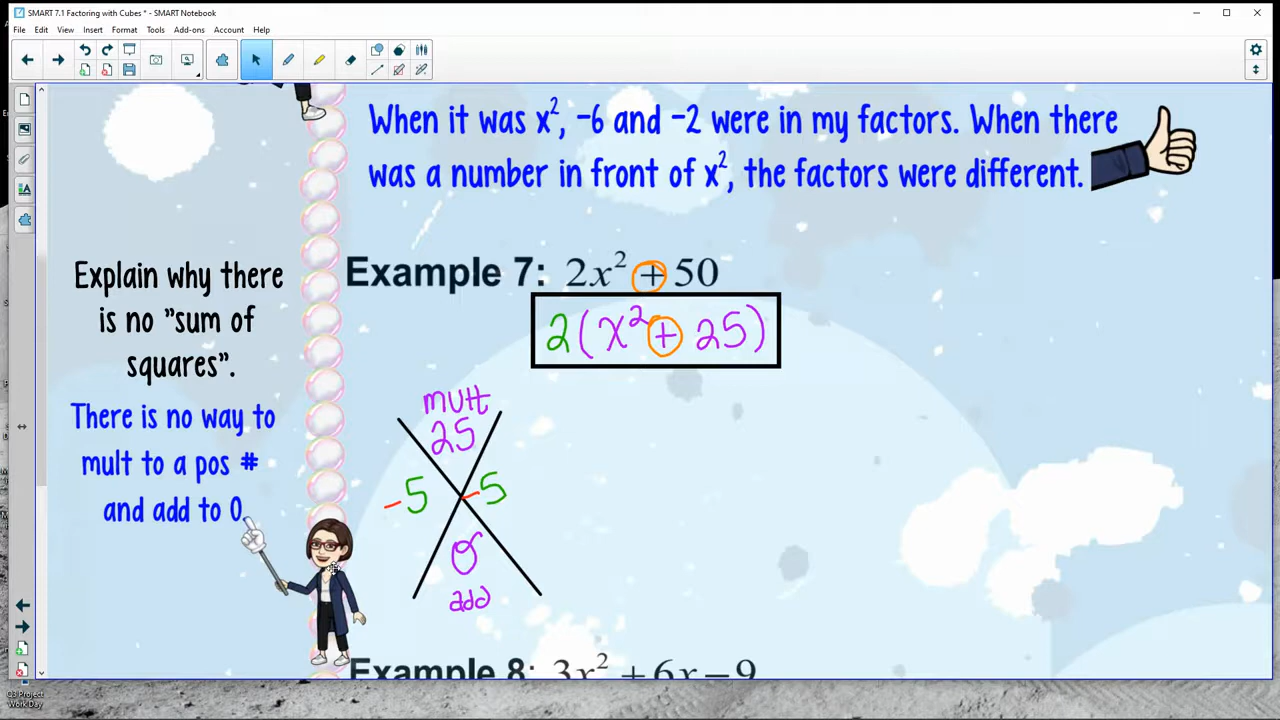 SMART 7.1 Factoring with Cubes * - SMART Notebook
File Edit View Insert Format Tools Add-ons Account Help
When it was x², -6 and -2 were in my factors. When there
was a number in front of x², the factors were different.
Explain why there
is no "sum of
squares".
There is no way to
mult to a pos #
and add to 0.
Example 7: 2x² + 50
2(x² + 25)
mult
25
-5 -5
0
add
Example 8: 3x² + 6x - 9
Q3 Project
Work Day